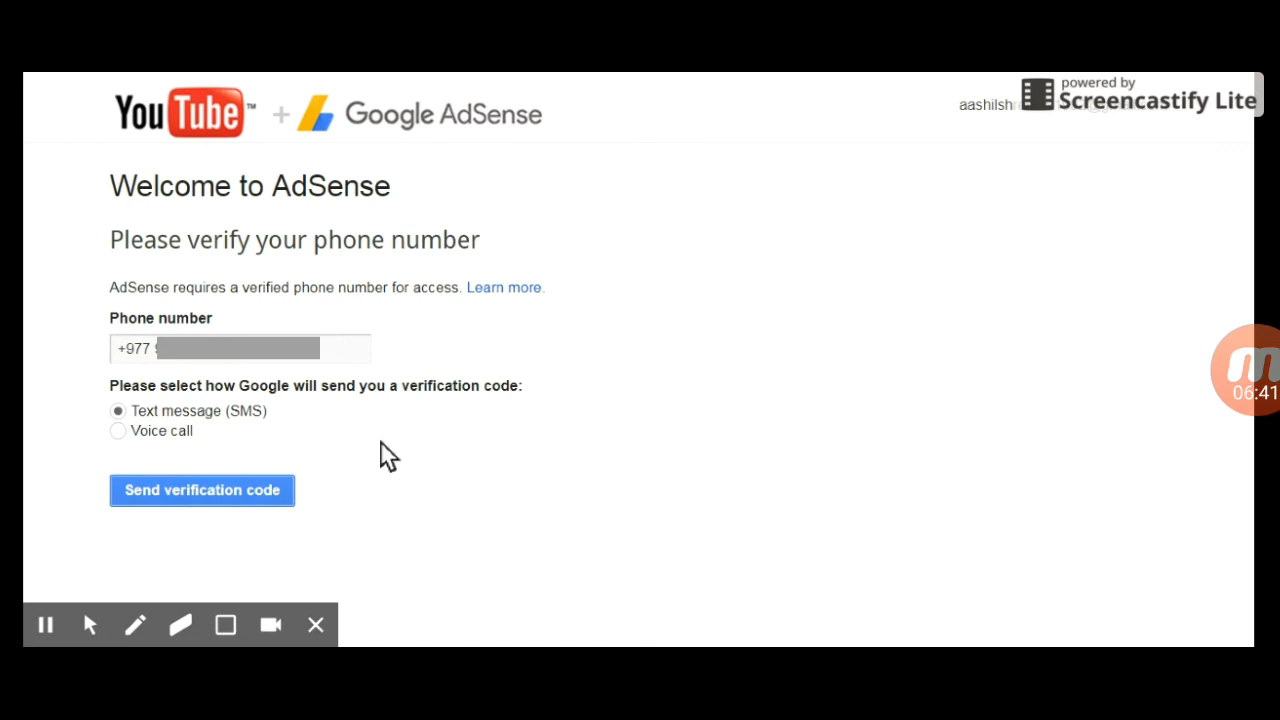 YouTube™ + Google AdSense
powered by
Screencastify Lite
Welcome to AdSense
Please verify your phone number
AdSense requires a verified phone number for access. Learn more.
Phone number
+977
Please select how Google will send you a verification code:
Text message (SMS)
Voice call
Send verification code
06:41